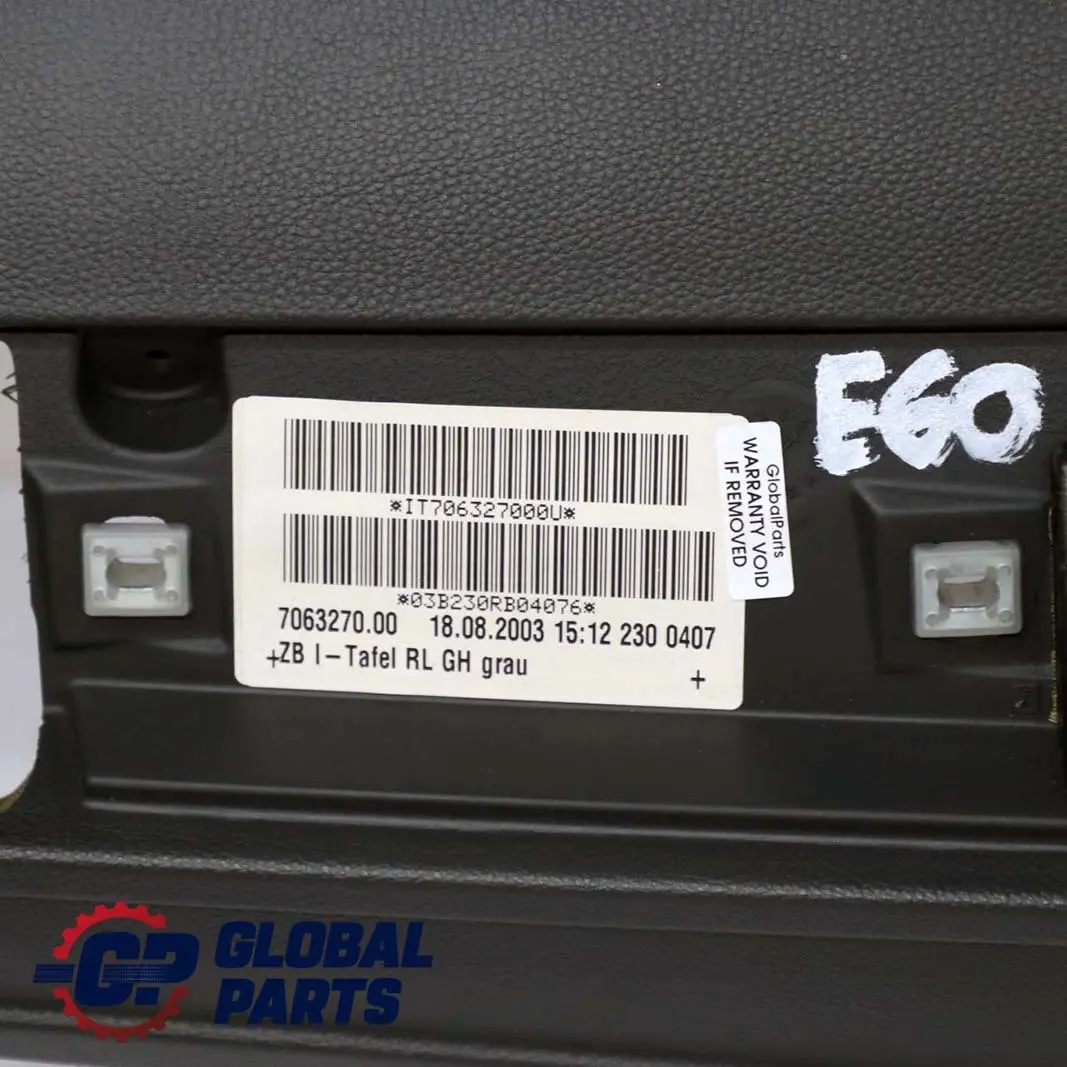 E60
*IT706327000U*
*03B230RB04076*
7063270.00 18.08.2003 15:12 230 0407
+ZB I-Tafel RL GH grau +
GlobalParts
WARRANTY VOID
IF REMOVED
GP GLOBAL
PARTS